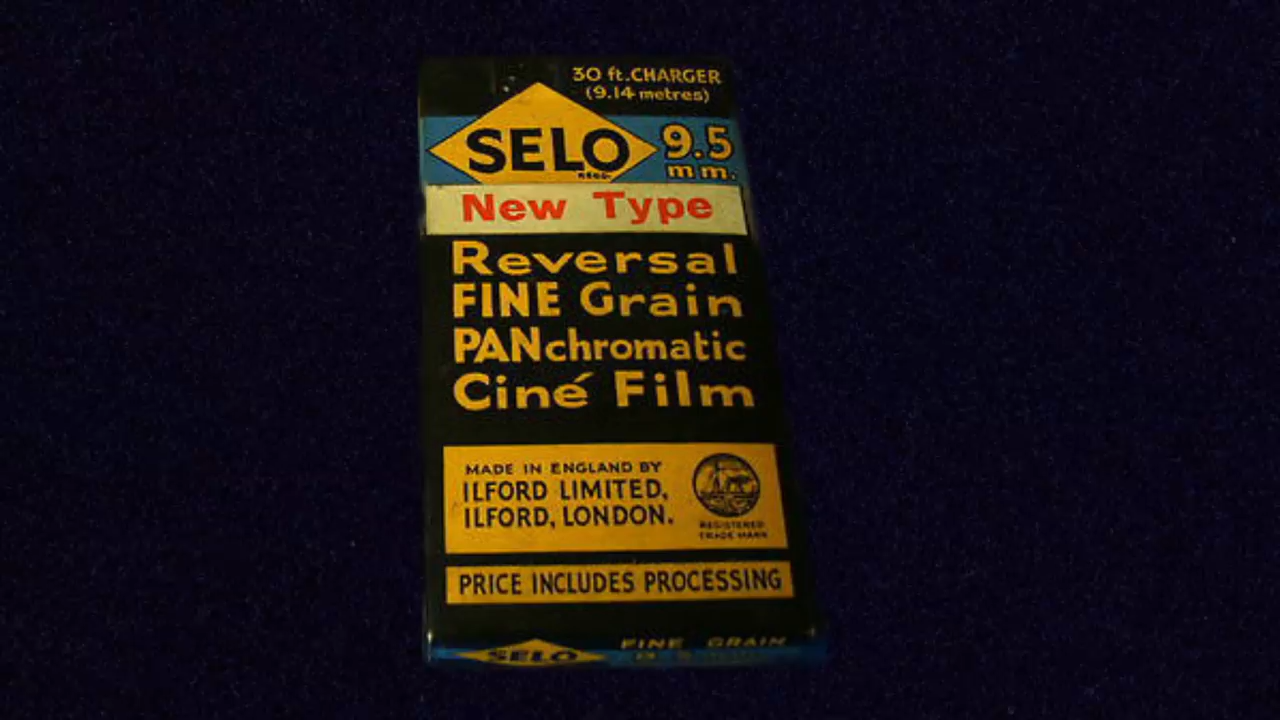 30 ft. CHARGER
(9.14 metres)
SELO
REGD.
9.5
mm.
New Type
Reversal
FINE Grain
PANchromatic
Ciné Film
MADE IN ENGLAND BY
ILFORD LIMITED,
ILFORD, LONDON.
REGISTERED
TRADE MARK
PRICE INCLUDES PROCESSING
SELO
FINE GRAIN